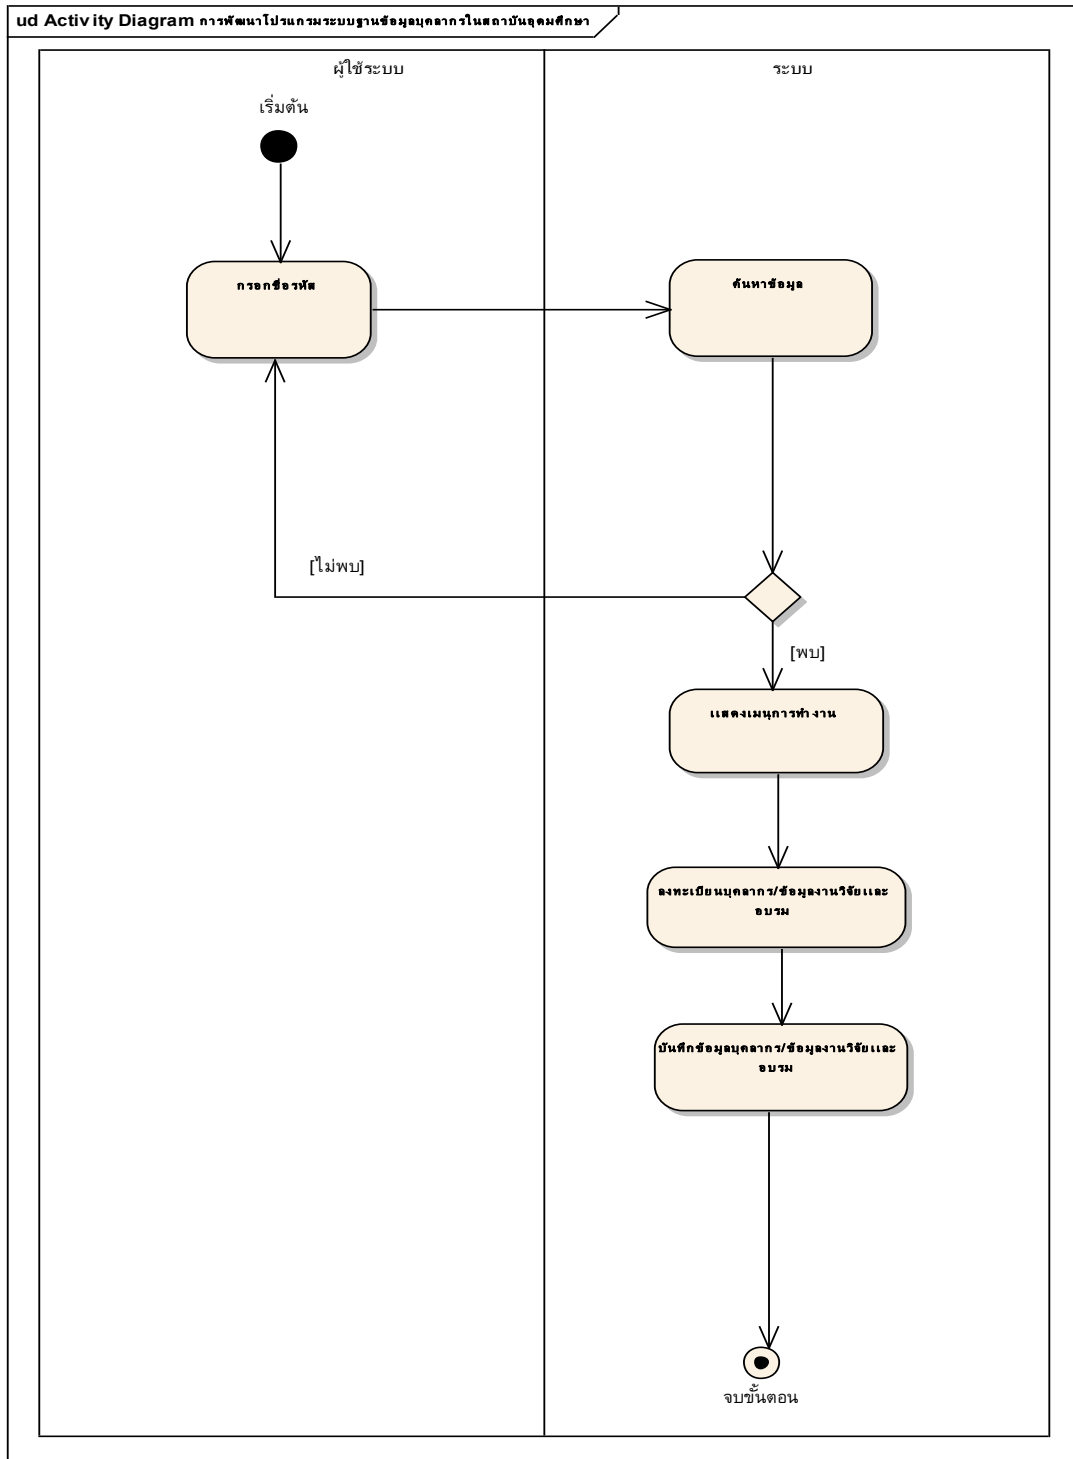 ud Activity Diagram การพัฒนาโปรแกรมระบบฐานข้อมูลบุคลากรในสถาบันอุดมศึกษา
ผู้ใช้ระบบ
ระบบ
เริ่มต้น
กรอกชื่อรหัส
ค้นหาข้อมูล
[ไม่พบ]
[พบ]
แสดงเมนูการทำงาน
ลงทะเบียนบุคลากร/ข้อมูลงานวิจัยและ
อบรม
บันทึกข้อมูลบุคลากร/ข้อมูลงานวิจัยและ
อบรม
จบขั้นตอน